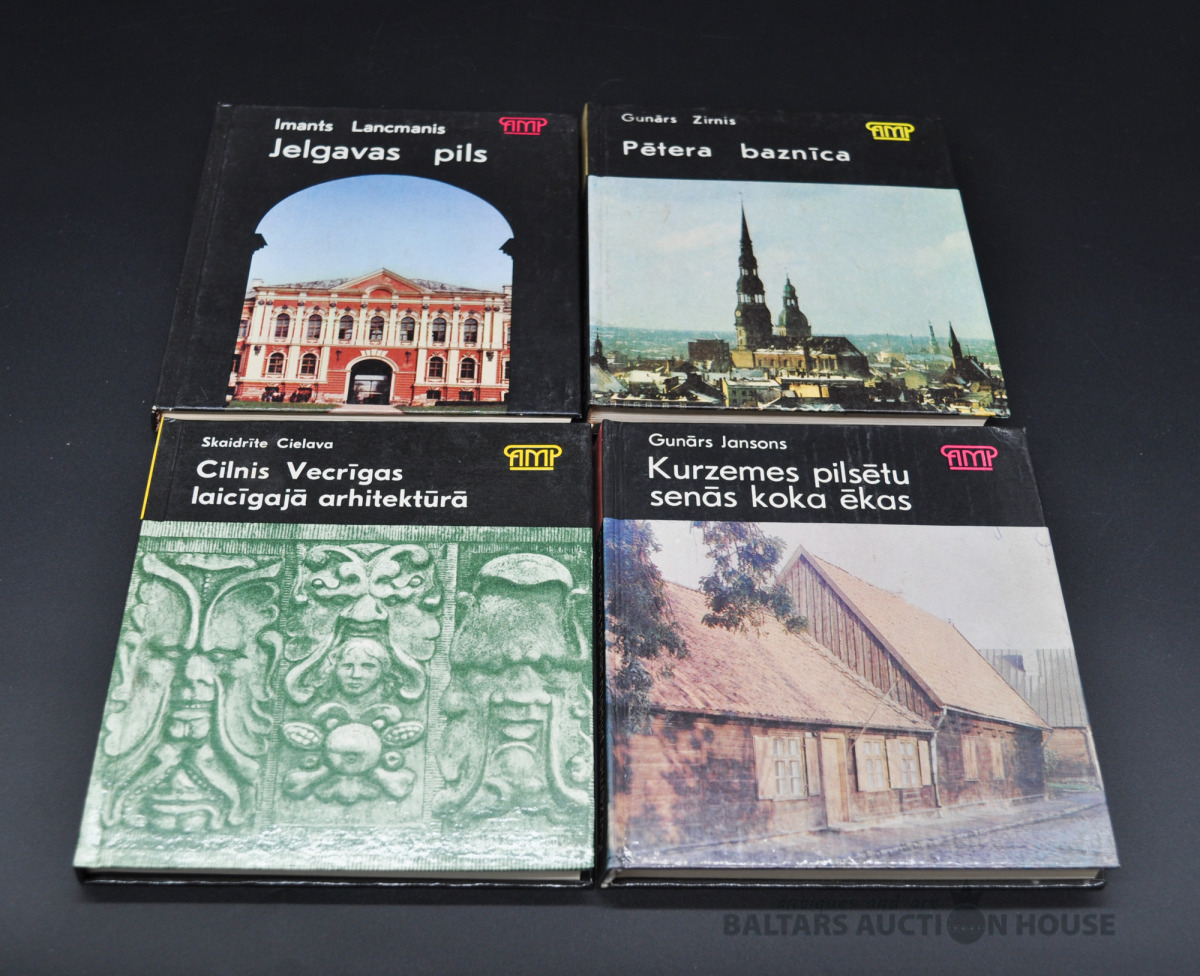 Imants Lancmanis
AMP
Jelgavas pils
Gunārs Zirnis
AMP
Pētera baznīca
Skaidrīte Cielava
AMP
Cilnis Vecrīgas
laicīgajā arhitektūrā
Gunārs Jansons
AMP
Kurzemes pilsētu
senās koka ēkas
BALTARS AUCTION HOUSE